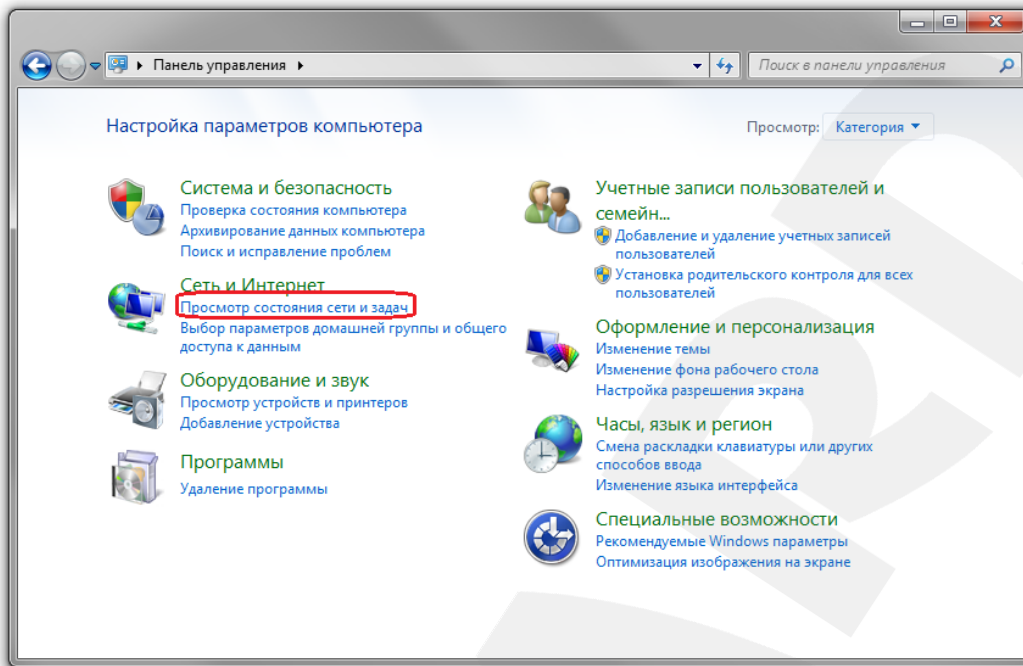 Панель управления
Поиск в панели управления
Настройка параметров компьютера
Просмотр: Категория
Система и безопасность
Проверка состояния компьютера
Архивирование данных компьютера
Поиск и исправление проблем
Сеть и Интернет
Просмотр состояния сети и задач
Выбор параметров домашней группы и общего
доступа к данным
Оборудование и звук
Просмотр устройств и принтеров
Добавление устройства
Программы
Удаление программы
Учетные записи пользователей и
семейн...
Добавление и удаление учетных записей
пользователей
Установка родительского контроля для всех
пользователей
Оформление и персонализация
Изменение темы
Изменение фона рабочего стола
Настройка разрешения экрана
Часы, язык и регион
Смена раскладки клавиатуры или других
способов ввода
Изменение языка интерфейса
Специальные возможности
Рекомендуемые Windows параметры
Оптимизация изображения на экране